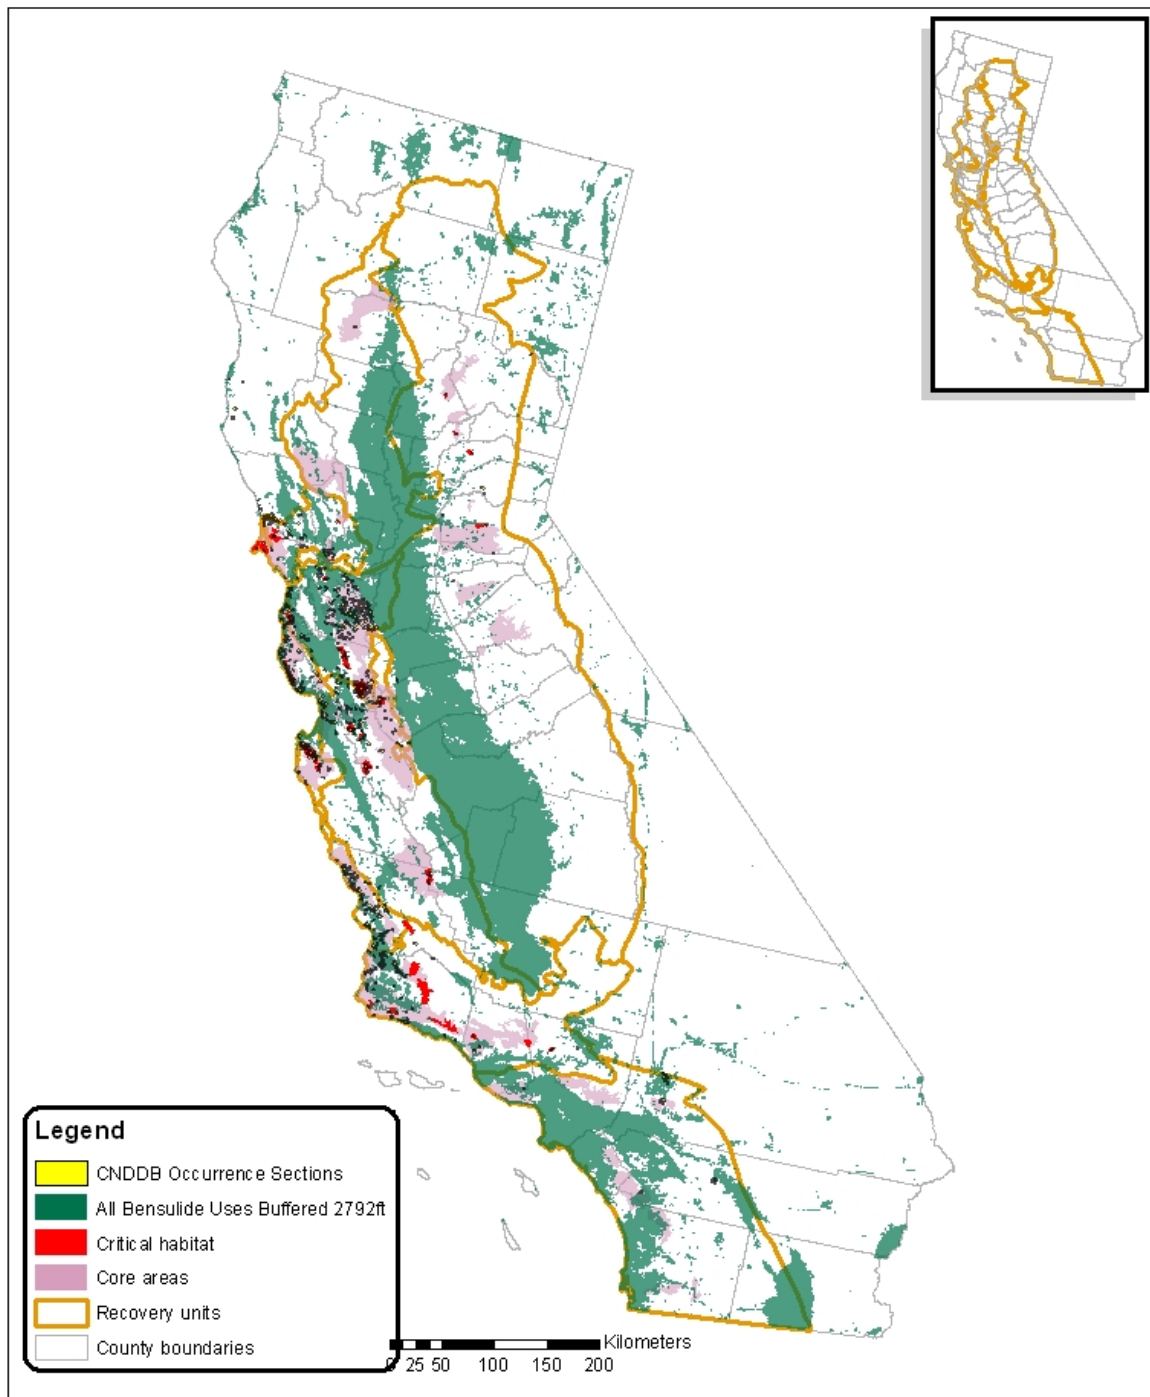 Legend
CNDDB Occurrence Sections
All Bensulide Uses Buffered 2792ft
Critical habitat
Core areas
Recovery units
County boundaries
Kilometers
0 25 50 100 150 200